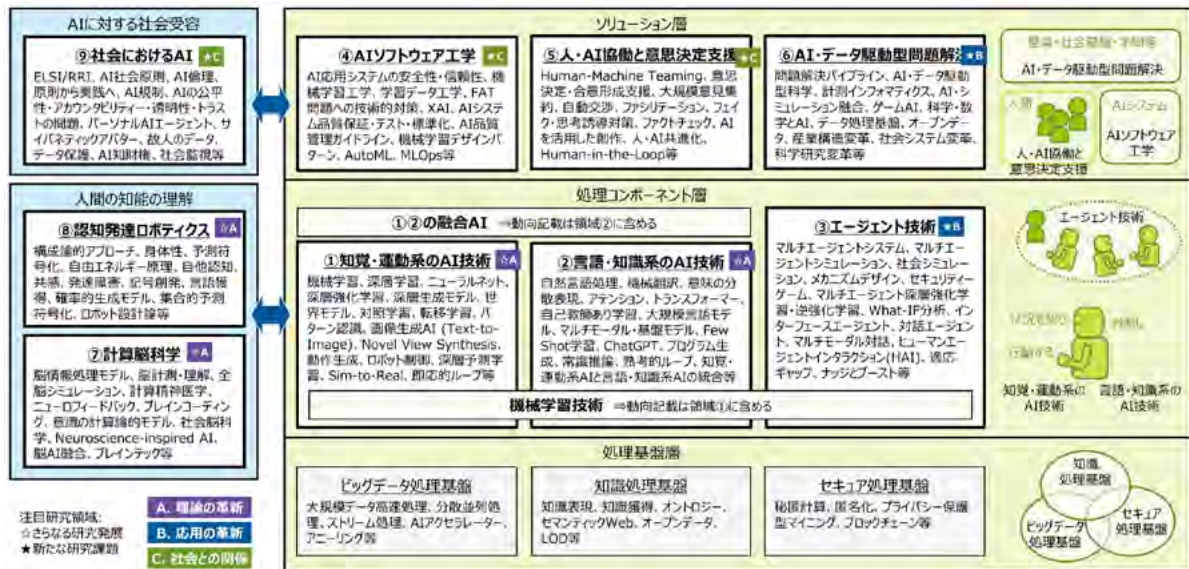 AIに対する社会受容
⑨社会におけるAI ★C
ELSI/RRI、AI社会原則、AI倫理、
原則から実践へ、AI規制、AIの公平
性・アカウンタビリティー・透明性・トラス
トの問題、パーソナルAIエージェント、サ
イバネティックアバター、故人のデータ、
データ保護、AI知財権、社会監視等
人間の知能の理解
⑧認知発達ロボティクス ☆A
構成論的アプローチ、身体性、予測符
号化、自由エネルギー原理、自他認知、
共感、発達障害、記号創発、言語獲
得、確率的生成モデル、集合的予測
符号化、ロボット設計論等
⑦計算脳科学 ☆A
脳情報処理モデル、脳計測・理解、全
脳シミュレーション、計算精神医学、
ニューロフィードバック、ブレインコーディン
グ、意識の計算論的モデル、社会脳科
学、Neuroscience-inspired AI、
脳AI融合、ブレインテック等
注目研究領域:
☆さらなる研究発展
★新たな研究課題
A. 理論の革新
B. 応用の革新
C. 社会との関係
ソリューション層
④AIソフトウェア工学 ★C
AI応用システムの安全性・信頼性、機
械学習工学、学習データ工学、FAT
問題への技術的対策、XAI、AIシステ
ム品質保証・テスト・標準化、AI品質
管理ガイドライン、機械学習デザインパ
ターン、AutoML、MLOps等
⑤人・AI協働と意思決定支援 ★C
Human-Machine Teaming、意思
決定・合意形成支援、大規模意見集
約、自動交渉、ファシリテーション、フェイ
ク・思考誘導対策、ファクトチェック、AI
を活用した創作、人・AI共進化、
Human-in-the-Loop等
⑥AI・データ駆動型問題解決 ★B
問題解決パイプライン、AI・データ駆動
型科学、計測インフォマティクス、AI・シ
ミュレーション融合、ゲームAI、科学・数
学とAI、データ処理基盤、オープンデー
タ、産業構造変革、社会システム変革、
科学研究変革等
AI・データ駆動型問題解決
人間
人・AI協働と
意思決定支援
AIシステム
AIソフトウェア
工学
処理コンポーネント層
①②の融合AI ⇒動向記載は領域②に含める
①知覚・運動系のAI技術 ☆A
機械学習、深層学習、ニューラルネット、
深層強化学習、深層生成モデル、世
界モデル、対照学習、転移学習、パ
ターン認識、画像生成AI (Text-to-
Image)、Novel View Synthesis、
動作生成、ロボット制御、深層予測学
習、Sim-to-Real、即応的ループ等
②言語・知識系のAI技術 ☆A
自然言語処理、機械翻訳、意味の分
散表現、アテンション、トランスフォーマー、
自己教師あり学習、大規模言語モデ
ル、マルチモーダル・基盤モデル、Few
Shot学習、ChatGPT、プログラム生
成、常識推論、熟考的ループ、知覚・
運動系AIと言語・知識系AIの統合等
機械学習技術 ⇒動向記載は領域①に含める
③エージェント技術 ★B
マルチエージェントシステム、マルチエー
ジェントシミュレーション、社会シミュレー
ション、メカニズムデザイン、セキュリティー
ゲーム、マルチエージェント深層強化学
習・逆強化学習、What-IF分析、イ
ンターフェースエージェント、対話エージェ
ント、マルチモーダル対話、ヒューマンエ
ージェントインタラクション(HAI)、適応
ギャップ、ナッジとブースト等
エージェント技術
知覚・運動系の
AI技術
言語・知識系の
AI技術
処理基盤層
ビッグデータ処理基盤
大規模データ高速処理、分散並列処
理、ストリーム処理、AIアクセラレーター、
アニーリング等
知識処理基盤
知識表現、知識獲得、オントロジー、
セマンティックWeb、オープンデータ、
LOD等
セキュア処理基盤
秘匿計算、匿名化、プライバシー保護
型マイニング、ブロックチェーン等
知識
処理基盤
ビッグデータ
処理基盤
セキュア
処理基盤